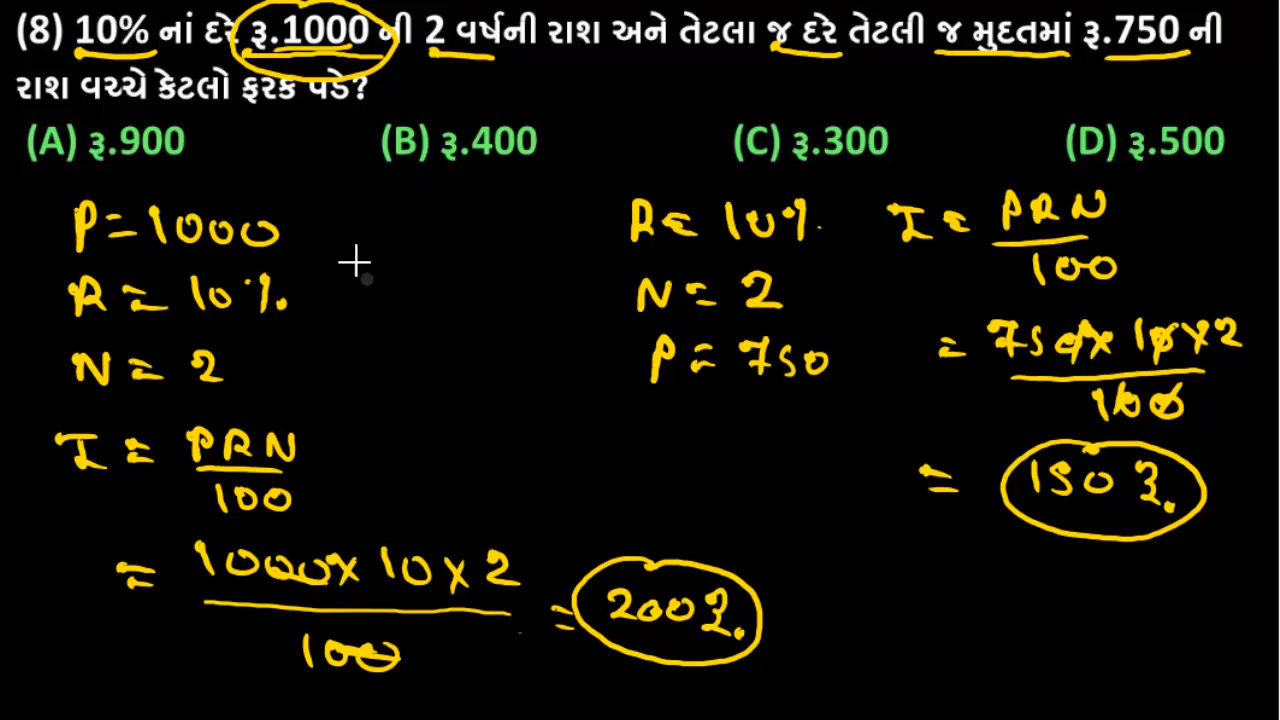 (8) 10% નાં દરે રૂ.1000 ની 2 વર્ષની રાશ અને તેટલા જ દરે તેટલી જ મુદતમાં રૂ.750 ની
રાશ વચ્ચે કેટલો ફરક પડે?
(A) રૂ.900 (B) રૂ.400 (C) રૂ.300 (D) રૂ.500
P = 1000
R = 10%.
N = 2
I = PRN
100
= 1000 x 10 x 2
100
= 200 રૂ.
R = 10%.
N = 2
P = 750
I = PRN
100
= 750 x 10 x 2
100
= 150 રૂ.